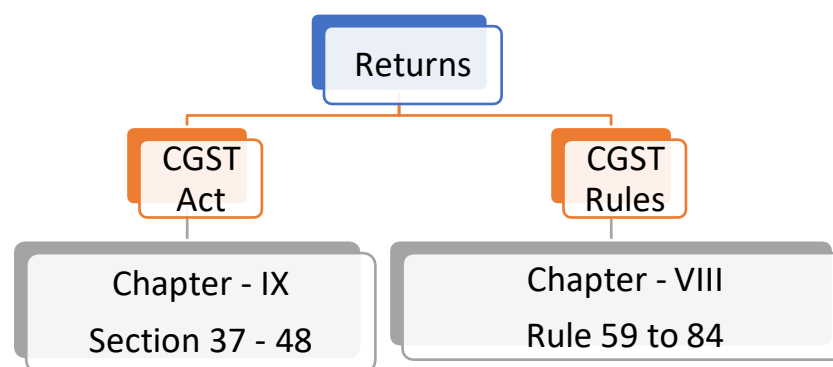 Returns
CGST
Act
CGST
Rules
Chapter - IX
Section 37 - 48
Chapter - VIII
Rule 59 to 84